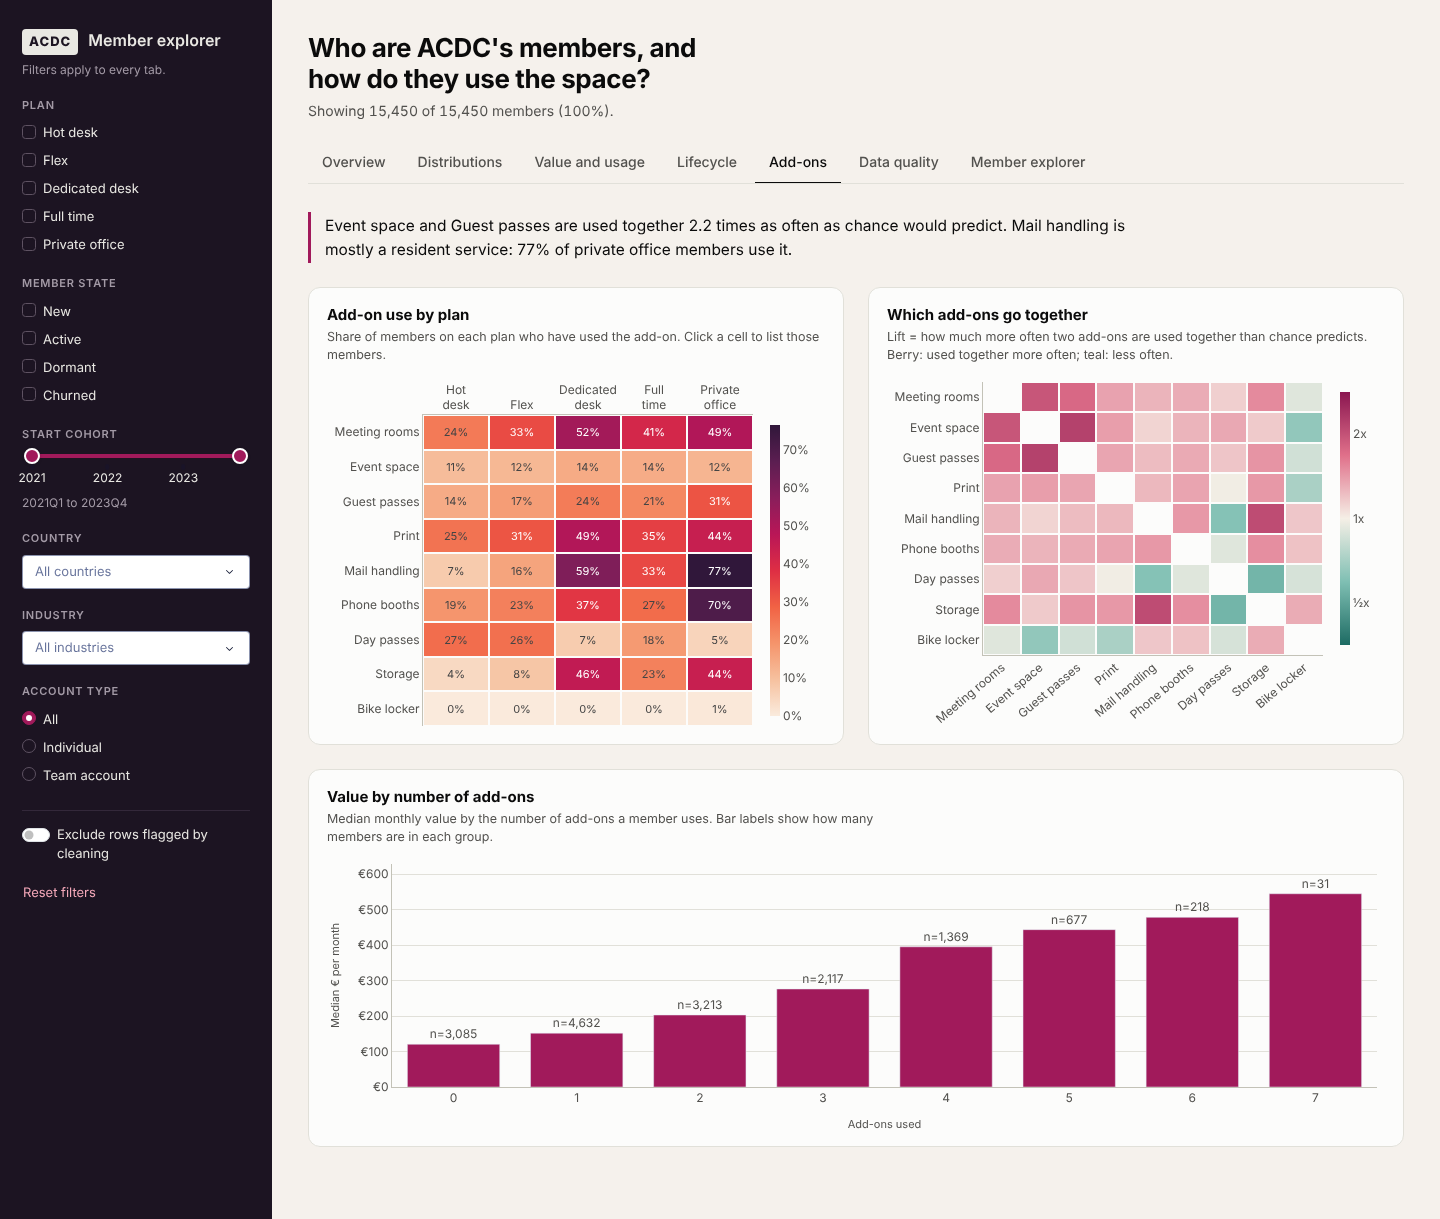 ACDC Member explorer
Filters apply to every tab.
PLAN
Hot desk
Flex
Dedicated desk
Full time
Private office
MEMBER STATE
New
Active
Dormant
Churned
START COHORT
2021 2022 2023
2021Q1 to 2023Q4
COUNTRY
All countries
INDUSTRY
All industries
ACCOUNT TYPE
All
Individual
Team account
Exclude rows flagged by
cleaning
Reset filters
Who are ACDC's members, and
how do they use the space?
Showing 15,450 of 15,450 members (100%).
Overview Distributions Value and usage Lifecycle Add-ons Data quality Member explorer
Event space and Guest passes are used together 2.2 times as often as chance would predict. Mail handling is
mostly a resident service: 77% of private office members use it.
Add-on use by plan
Share of members on each plan who have used the add-on. Click a cell to list those
members.
Hot Dedicated Full Private
desk Flex desk time office
Meeting rooms 24% 33% 52% 41% 49%
Event space 11% 12% 14% 14% 12%
Guest passes 14% 17% 24% 21% 31%
Print 25% 31% 49% 35% 44%
Mail handling 7% 16% 59% 33% 77%
Phone booths 19% 23% 37% 27% 70%
Day passes 27% 26% 7% 18% 5%
Storage 4% 8% 46% 23% 44%
Bike locker 0% 0% 0% 0% 1%
70%
60%
50%
40%
30%
20%
10%
0%
Which add-ons go together
Lift = how much more often two add-ons are used together than chance predicts.
Berry: used together more often; teal: less often.
Meeting rooms
Event space
Guest passes
Print
Mail handling
Phone booths
Day passes
Storage
Bike locker
Meeting rooms Event space Guest passes Print Mail handling Phone booths Day passes Storage Bike locker
2x
1x
½x
Value by number of add-ons
Median monthly value by the number of add-ons a member uses. Bar labels show how many
members are in each group.
Median € per month
€600
€500
€400
€300
€200
€100
€0
n=3,085 n=4,632 n=3,213 n=2,117 n=1,369 n=677 n=218 n=31
0 1 2 3 4 5 6 7
Add-ons used